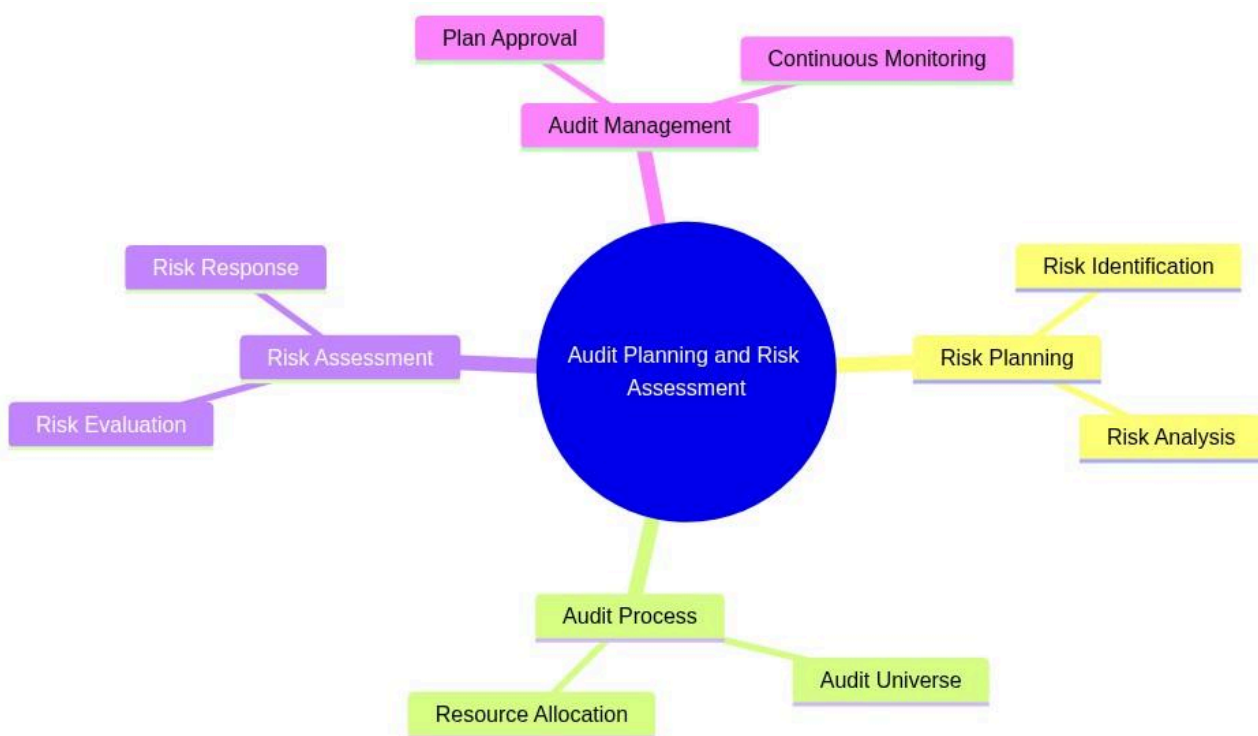 Plan Approval
Continuous Monitoring
Audit Management
Risk Response
Risk Identification
Risk Assessment
Audit Planning and Risk
Assessment
Risk Planning
Risk Evaluation
Risk Analysis
Audit Process
Audit Universe
Resource Allocation